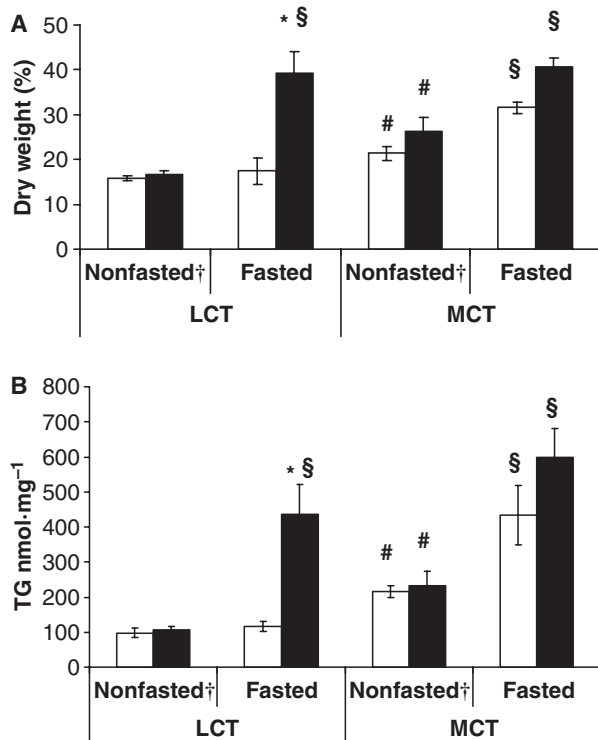 A
Dry weight (%)
50
40
30
20
10
0
* §
# #
§ §
Nonfasted† Fasted Nonfasted† Fasted
LCT MCT
B
TG nmol·mg⁻¹
800
700
600
500
400
300
200
100
0
* §
# #
§ §
Nonfasted† Fasted Nonfasted† Fasted
LCT MCT